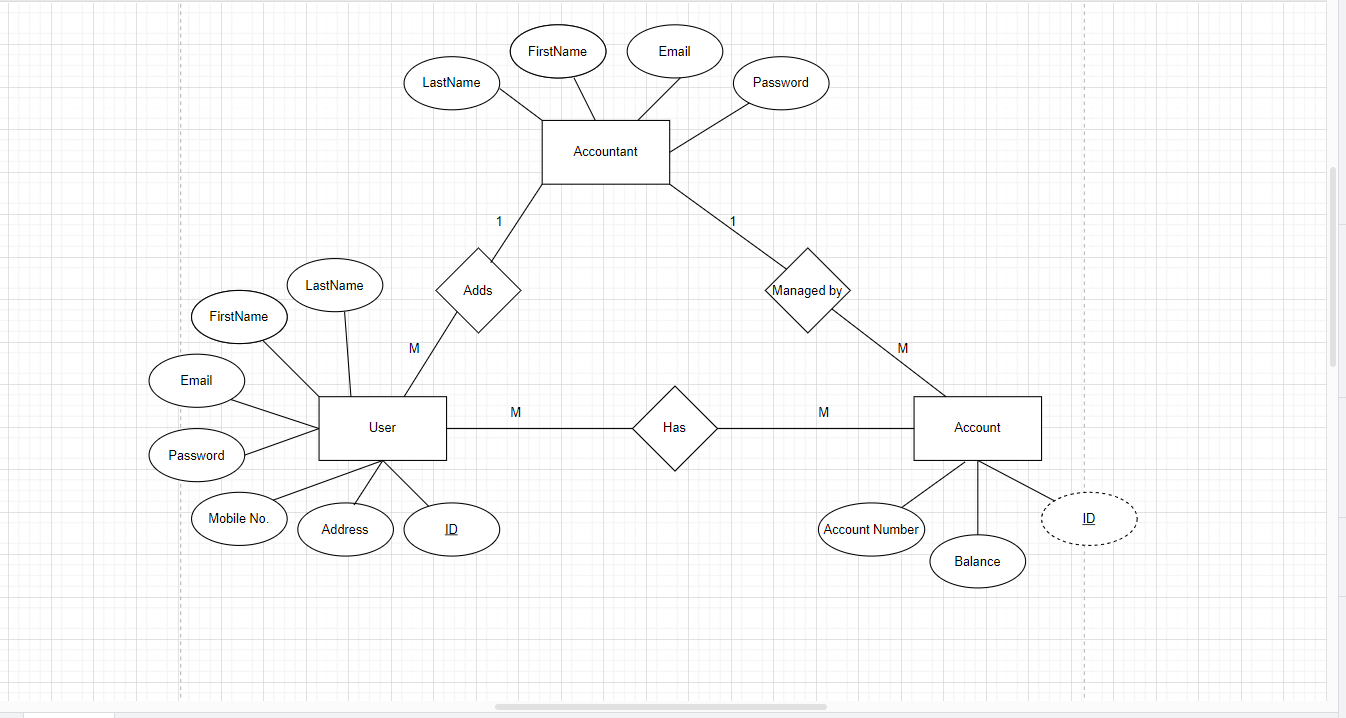 FirstName
Email
LastName
Password
Accountant
1
1
LastName
Adds
Managed by
FirstName
M
M
Email
M
M
User
Has
Account
Password
Mobile No.
Address
ID
Account Number
ID
Balance